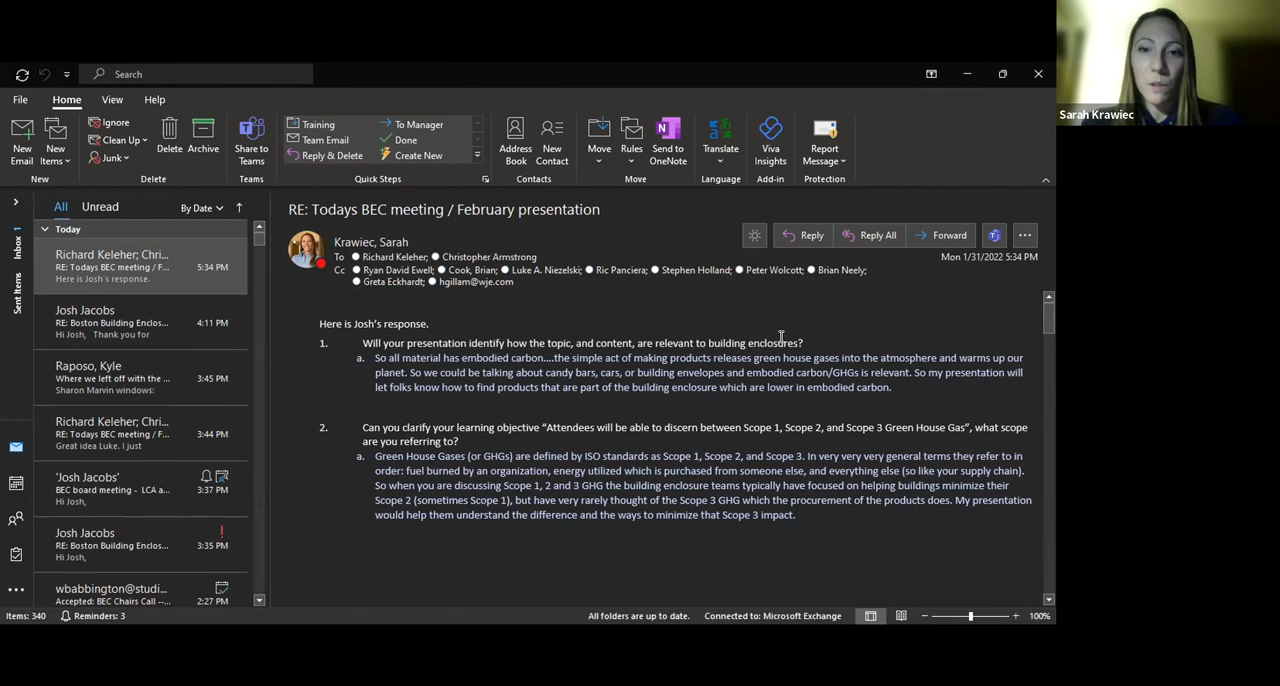 Search
File Home View Help
New Email
New Items
New
Ignore
Clean Up
Junk
Delete
Archive
Delete
Share to Teams
Teams
Training
Team Email
Reply & Delete
To Manager
Done
Create New
Quick Steps
Address Book
New Contact
Contacts
Move
Rules
Send to OneNote
Move
Translate
Language
Viva Insights
Add-in
Report Message
Protection
Sarah Krawiec
Inbox 1
Sent Items
All Unread By Date
Today
Richard Keleher; Chri...
RE: Todays BEC meeting / F... 5:34 PM
Here is Josh's response.
Josh Jacobs
RE: Boston Building Enclos... 4:11 PM
Hi Josh, Thank you for
Raposo, Kyle
Where we left off with the ... 3:45 PM
Sharon Marvin windows:
Richard Keleher; Chri...
RE: Todays BEC meeting / F... 3:44 PM
Great idea Luke. I just
'Josh Jacobs'
BEC board meeting - LCA a... 3:37 PM
Hi Josh,
Josh Jacobs
RE: Boston Building Enclos... 3:35 PM
Hi Josh,
wbabbington@studi...
Accepted: BEC Chairs Call --... 2:27 PM
RE: Todays BEC meeting / February presentation
Krawiec, Sarah
Reply Reply All Forward
To Richard Keleher; Christopher Armstrong
Mon 1/31/2022 5:34 PM
Cc Ryan David Ewell; Cook, Brian; Luke A. Niezelski; Ric Panciera; Stephen Holland; Peter Wolcott; Brian Neely;
Greta Eckhardt; hgillam@wje.com
Here is Josh's response.
1. Will your presentation identify how the topic, and content, are relevant to building enclosures?
a. So all material has embodied carbon....the simple act of making products releases green house gases into the atmosphere and warms up our
planet. So we could be talking about candy bars, cars, or building envelopes and embodied carbon/GHGs is relevant. So my presentation will
let folks know how to find products that are part of the building enclosure which are lower in embodied carbon.
2. Can you clarify your learning objective “Attendees will be able to discern between Scope 1, Scope 2, and Scope 3 Green House Gas”, what scope
are you referring to?
a. Green House Gases (or GHGs) are defined by ISO standards as Scope 1, Scope 2, and Scope 3. In very very very general terms they refer to in
order: fuel burned by an organization, energy utilized which is purchased from someone else, and everything else (so like your supply chain).
So when you are discussing Scope 1, 2 and 3 GHG the building enclosure teams typically have focused on helping buildings minimize their
Scope 2 (sometimes Scope 1), but have very rarely thought of the Scope 3 GHG which the procurement of the products does. My presentation
would help them understand the difference and the ways to minimize that Scope 3 impact.
Items: 340 Reminders: 3 All folders are up to date. Connected to: Microsoft Exchange 100%